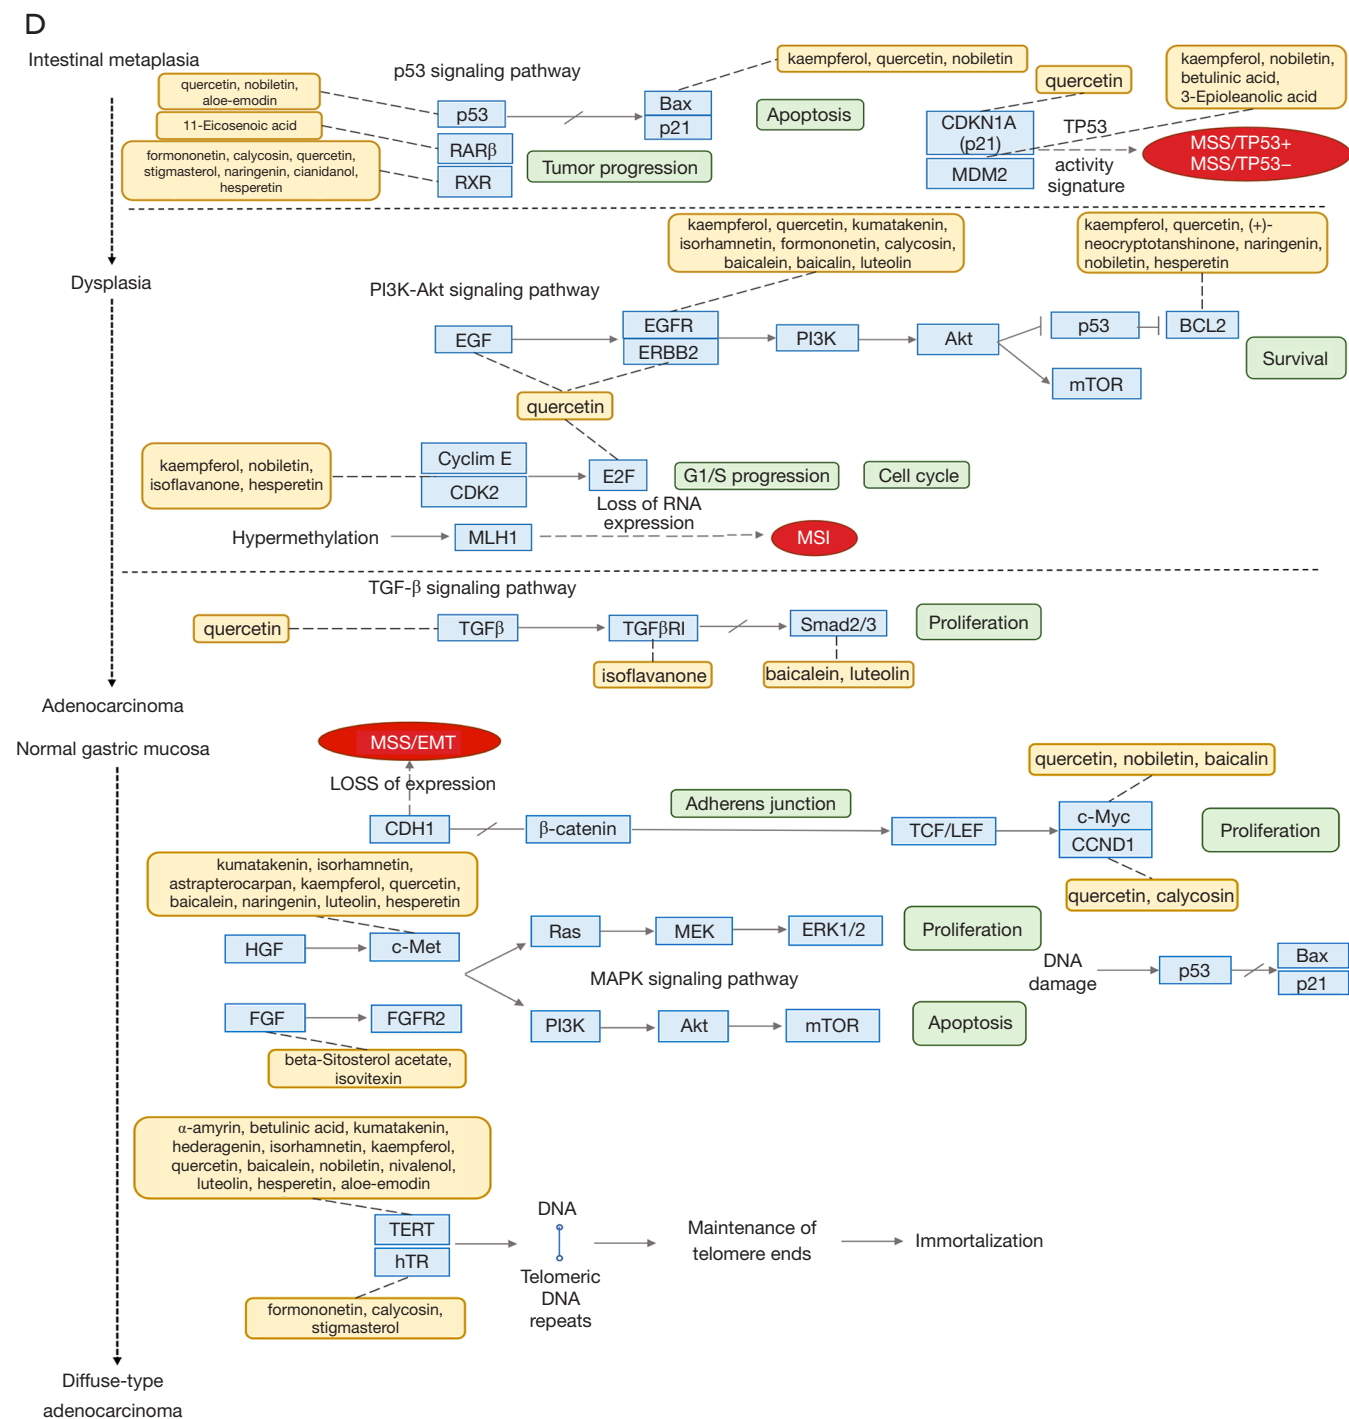 D
Intestinal metaplasia
p53 signaling pathway
quercetin, nobiletin,
aloe-emodin
11-Eicosenoic acid
formononetin, calycosin, quercetin,
stigmasterol, naringenin, cianidanol,
hesperetin
p53
RARβ
RXR
Bax
p21
kaempferol, quercetin, nobiletin
Apoptosis
Tumor progression
quercetin
kaempferol, nobiletin,
betulinic acid,
3-Epioleanolic acid
CDKN1A
(p21)
MDM2
TP53
activity
signature
MSS/TP53+
MSS/TP53–
Dysplasia
PI3K-Akt signaling pathway
kaempferol, quercetin, kumatakenin,
isorhamnetin, formononetin, calycosin,
baicalein, baicalin, luteolin
kaempferol, quercetin, (+)-
neocryptotanshinone, naringenin,
nobiletin, hesperetin
EGF
EGFR
ERBB2
PI3K
Akt
p53
BCL2
mTOR
Survival
quercetin
kaempferol, nobiletin,
isoflavanone, hesperetin
Cyclim E
CDK2
E2F
G1/S progression
Cell cycle
Loss of RNA
expression
Hypermethylation
MLH1
MSI
TGF-β signaling pathway
quercetin
TGFβ
TGFβRI
Smad2/3
Proliferation
isoflavanone
baicalein, luteolin
Adenocarcinoma
Normal gastric mucosa
MSS/EMT
LOSS of expression
CDH1
β-catenin
Adherens junction
TCF/LEF
quercetin, nobiletin, baicalin
c-Myc
CCND1
Proliferation
quercetin, calycosin
kumatakenin, isorhamnetin,
astrapterocarpan, kaempferol, quercetin,
baicalein, naringenin, luteolin, hesperetin
HGF
c-Met
Ras
MEK
ERK1/2
Proliferation
MAPK signaling pathway
DNA
damage
p53
Bax
p21
FGF
FGFR2
PI3K
Akt
mTOR
Apoptosis
beta-Sitosterol acetate,
isovitexin
α-amyrin, betulinic acid, kumatakenin,
hederagenin, isorhamnetin, kaempferol,
quercetin, baicalein, nobiletin, nivalenol,
luteolin, hesperetin, aloe-emodin
TERT
hTR
DNA
Telomeric
DNA
repeats
Maintenance of
telomere ends
Immortalization
formononetin, calycosin,
stigmasterol
Diffuse-type
adenocarcinoma